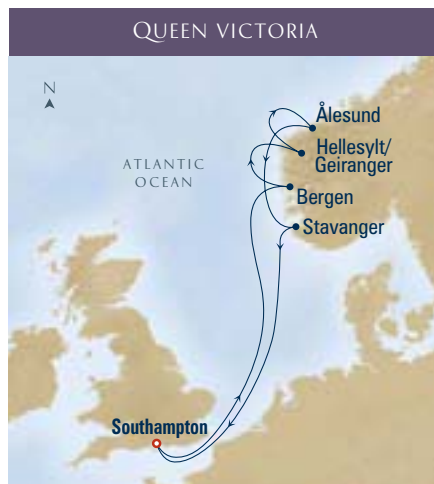 QUEEN VICTORIA
N
ATLANTIC
OCEAN
Ålesund
Hellesylt/
Geiranger
Bergen
Stavanger
Southampton